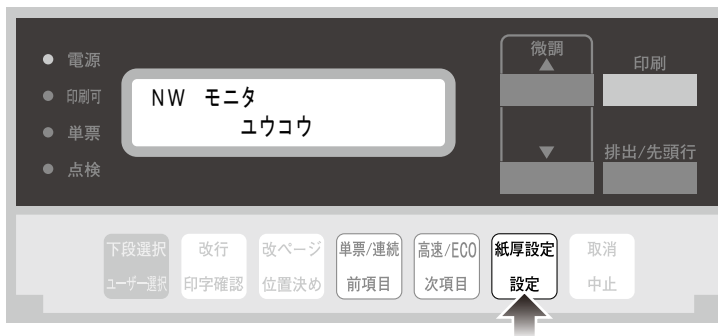 電源
印刷可
単票
点検
NW モニタ
ユウコウ
微調
▲
▼
印刷
排出/先頭行
下段選択
ユーザー選択
改行
印字確認
改ページ
位置決め
単票/連続
前項目
高速/ECO
次項目
紙厚設定
設定
取消
中止